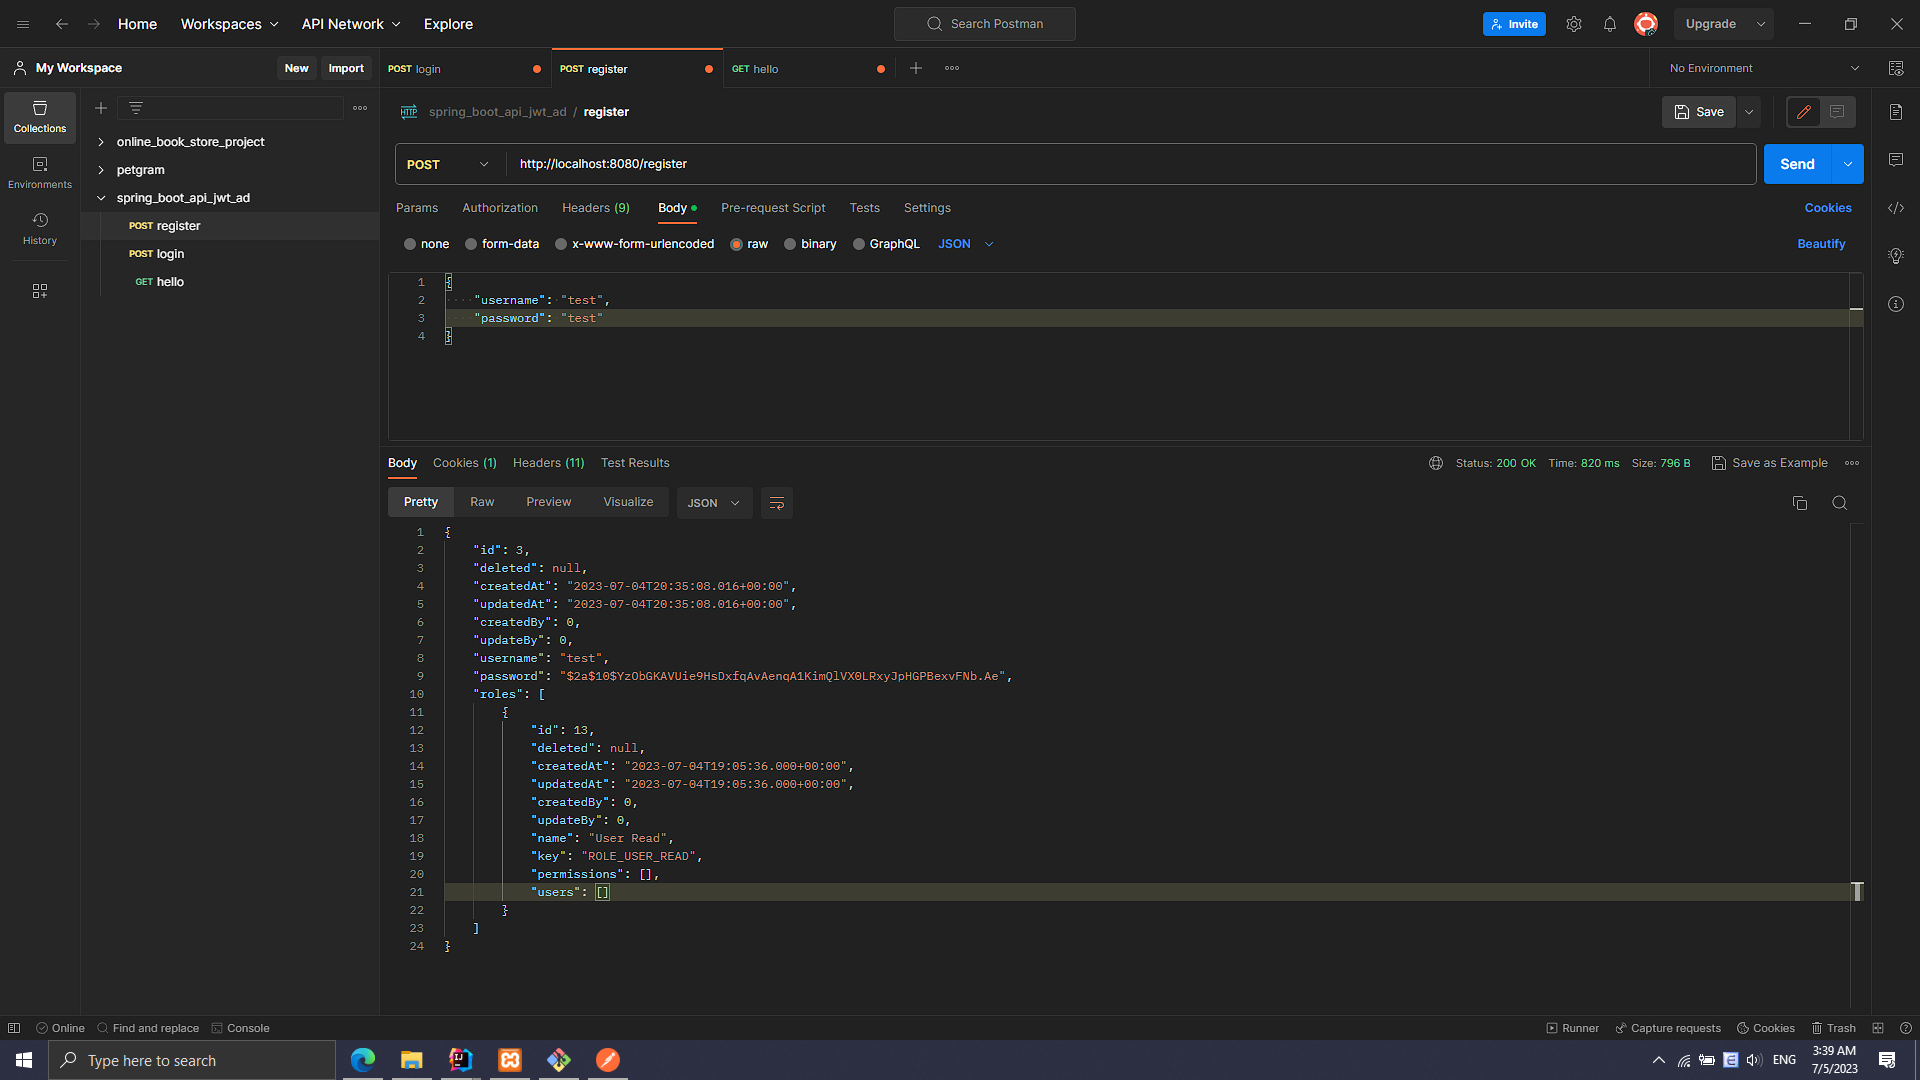 Home Workspaces API Network Explore Search Postman Invite Upgrade
My Workspace New Import POST login POST register GET hello No Environment
Collections
Environments
History
online_book_store_project
petgram
spring_boot_api_jwt_ad
POST register
POST login
GET hello
HTTP spring_boot_api_jwt_ad / register Save
POST http://localhost:8080/register Send
Params Authorization Headers (9) Body Pre-request Script Tests Settings Cookies
none form-data x-www-form-urlencoded raw binary GraphQL JSON Beautify
1 {
2 "username": "test",
3 "password": "test"
4 }
Body Cookies (1) Headers (11) Test Results Status: 200 OK Time: 820 ms Size: 796 B Save as Example
Pretty Raw Preview Visualize JSON
1 {
2 "id": 3,
3 "deleted": null,
4 "createdAt": "2023-07-04T20:35:08.016+00:00",
5 "updatedAt": "2023-07-04T20:35:08.016+00:00",
6 "createdBy": 0,
7 "updateBy": 0,
8 "username": "test",
9 "password": "$2a$10$YzObGKAVUie9HsDxfqAvAenqA1KimQlVX0LRxyJpHGPBexvFNb.Ae",
10 "roles": [
11 {
12 "id": 13,
13 "deleted": null,
14 "createdAt": "2023-07-04T19:05:36.000+00:00",
15 "updatedAt": "2023-07-04T19:05:36.000+00:00",
16 "createdBy": 0,
17 "updateBy": 0,
18 "name": "User Read",
19 "key": "ROLE_USER_READ",
20 "permissions": [],
21 "users": []
22 }
23 ]
24 }
Online Find and replace Console Runner Capture requests Cookies Trash
Type here to search ENG 3:39 AM
7/5/2023